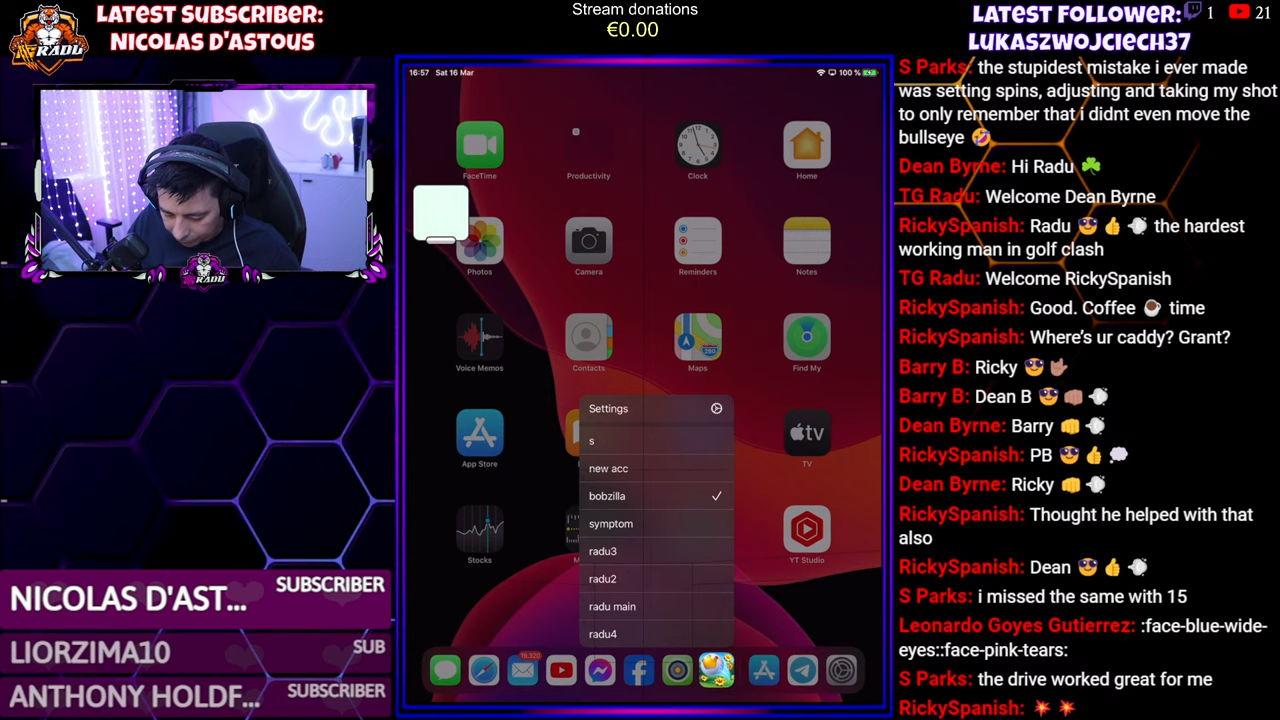 LATEST SUBSCRIBER:
NICOLAS D'ASTOUS
RADU
Stream donations
€0.00
LATEST FOLLOWER:
LUKASZWOJCIECH37
1
21
RADU
16:57 Sat 16 Mar
100 %
FaceTime
Productivity
Clock
Home
Photos
Camera
Reminders
Notes
Voice Memos
Contacts
Maps
Find My
280
App Store
tv
TV
Stocks
YT Studio
Settings
s
new acc
bobzilla
symptom
radu3
radu2
radu main
radu4
19,320
NICOLAS D'AST...
SUBSCRIBER
LIORZIMA10
SUB
ANTHONY HOLDF...
SUBSCRIBER
S Parks: the stupidest mistake i ever made
was setting spins, adjusting and taking my shot
to only remember that i didnt even move the
bullseye 🤣
Dean Byrne: Hi Radu ☘️
TG Radu: Welcome Dean Byrne
RickySpanish: Radu 😎 👍 💨 the hardest
working man in golf clash
TG Radu: Welcome RickySpanish
RickySpanish: Good. Coffee ☕ time
RickySpanish: Where's ur caddy? Grant?
Barry B: Ricky 😎 🤟🏽
Barry B: Dean B 😎 👊🏽 💨
Dean Byrne: Barry 👊 💨
RickySpanish: PB 😎 👍 💭
Dean Byrne: Ricky 👊 💨
RickySpanish: Thought he helped with that
also
RickySpanish: Dean 😎 👍 💨
S Parks: i missed the same with 15
Leonardo Goyes Gutierrez: :face-blue-wide-
eyes::face-pink-tears:
S Parks: the drive worked great for me
RickySpanish: 💥 💥